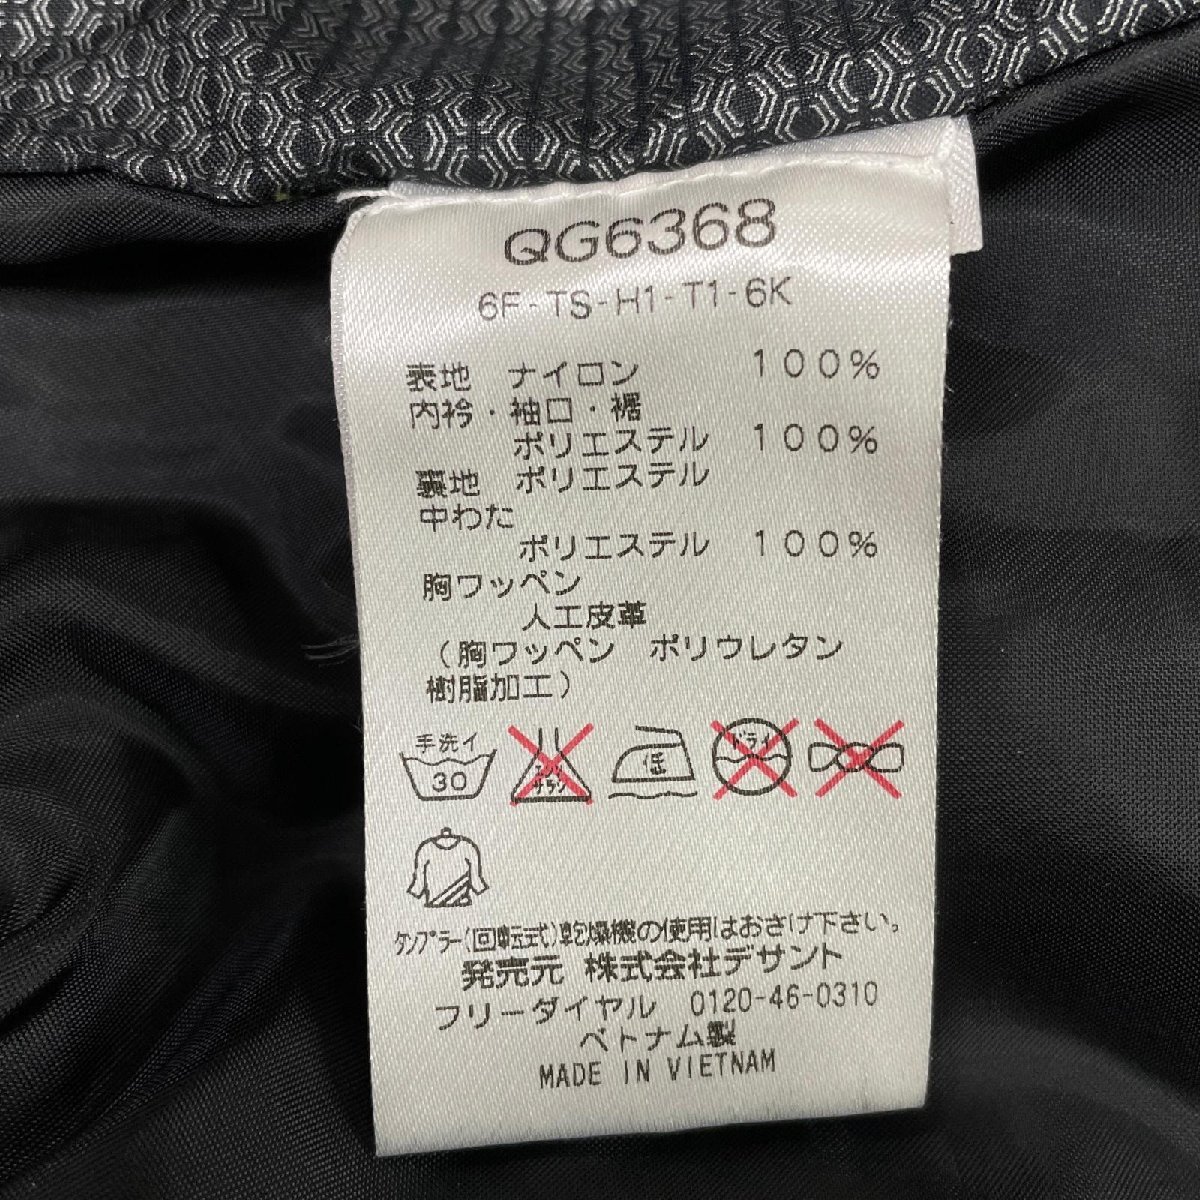 QG6368
6F-TS-H1-T1-6K
表地 ナイロン 100%
内衿・袖口・裾
ポリエステル 100%
裏地 ポリエステル
中わた
ポリエステル 100%
胸ワッペン
人工皮革
(胸ワッペン ポリウレタン
樹脂加工)
手洗イ
30
エンソ
サラシ
低
ドライ
タンブラー(回転式)乾燥機の使用はおさけ下さい。
発売元 株式会社デサント
フリーダイヤル 0120-46-0310
ベトナム製
MADE IN VIETNAM